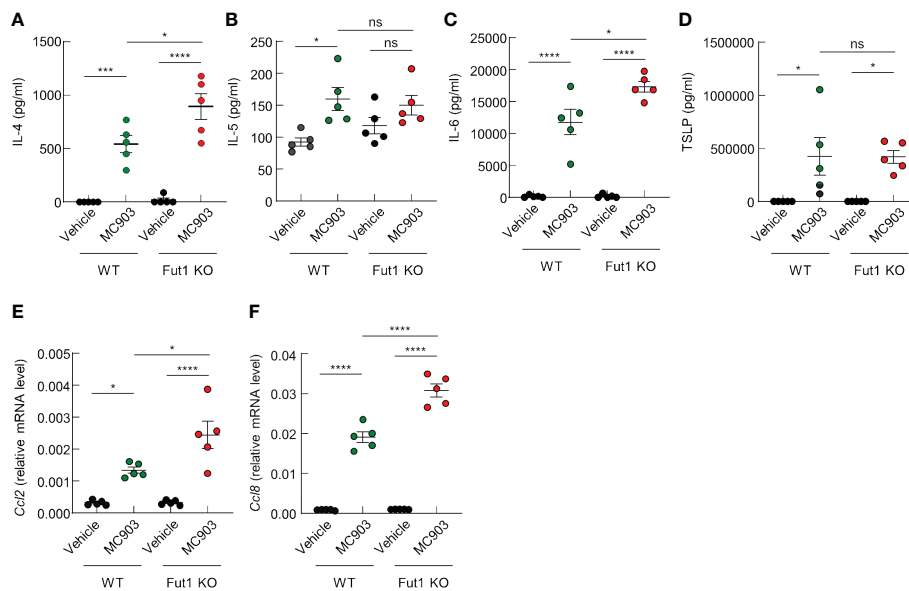 A
IL-4 (pg/ml)
1500
1000
500
0
***
****
*
Vehicle
MC903
Vehicle
MC903
WT
Fut1 KO
B
IL-5 (pg/ml)
250
200
150
100
50
0
ns
*
ns
Vehicle
MC903
Vehicle
MC903
WT
Fut1 KO
C
IL-6 (pg/ml)
25000
20000
15000
10000
5000
0
*
****
****
Vehicle
MC903
Vehicle
MC903
WT
Fut1 KO
D
TSLP (pg/ml)
1500000
1000000
500000
0
ns
*
*
Vehicle
MC903
Vehicle
MC903
WT
Fut1 KO
E
Ccl2 (relative mRNA level)
0.005
0.004
0.003
0.002
0.001
0.000
*
****
*
Vehicle
MC903
Vehicle
MC903
WT
Fut1 KO
F
Ccl8 (relative mRNA level)
0.04
0.03
0.02
0.01
0.00
****
****
****
Vehicle
MC903
Vehicle
MC903
WT
Fut1 KO